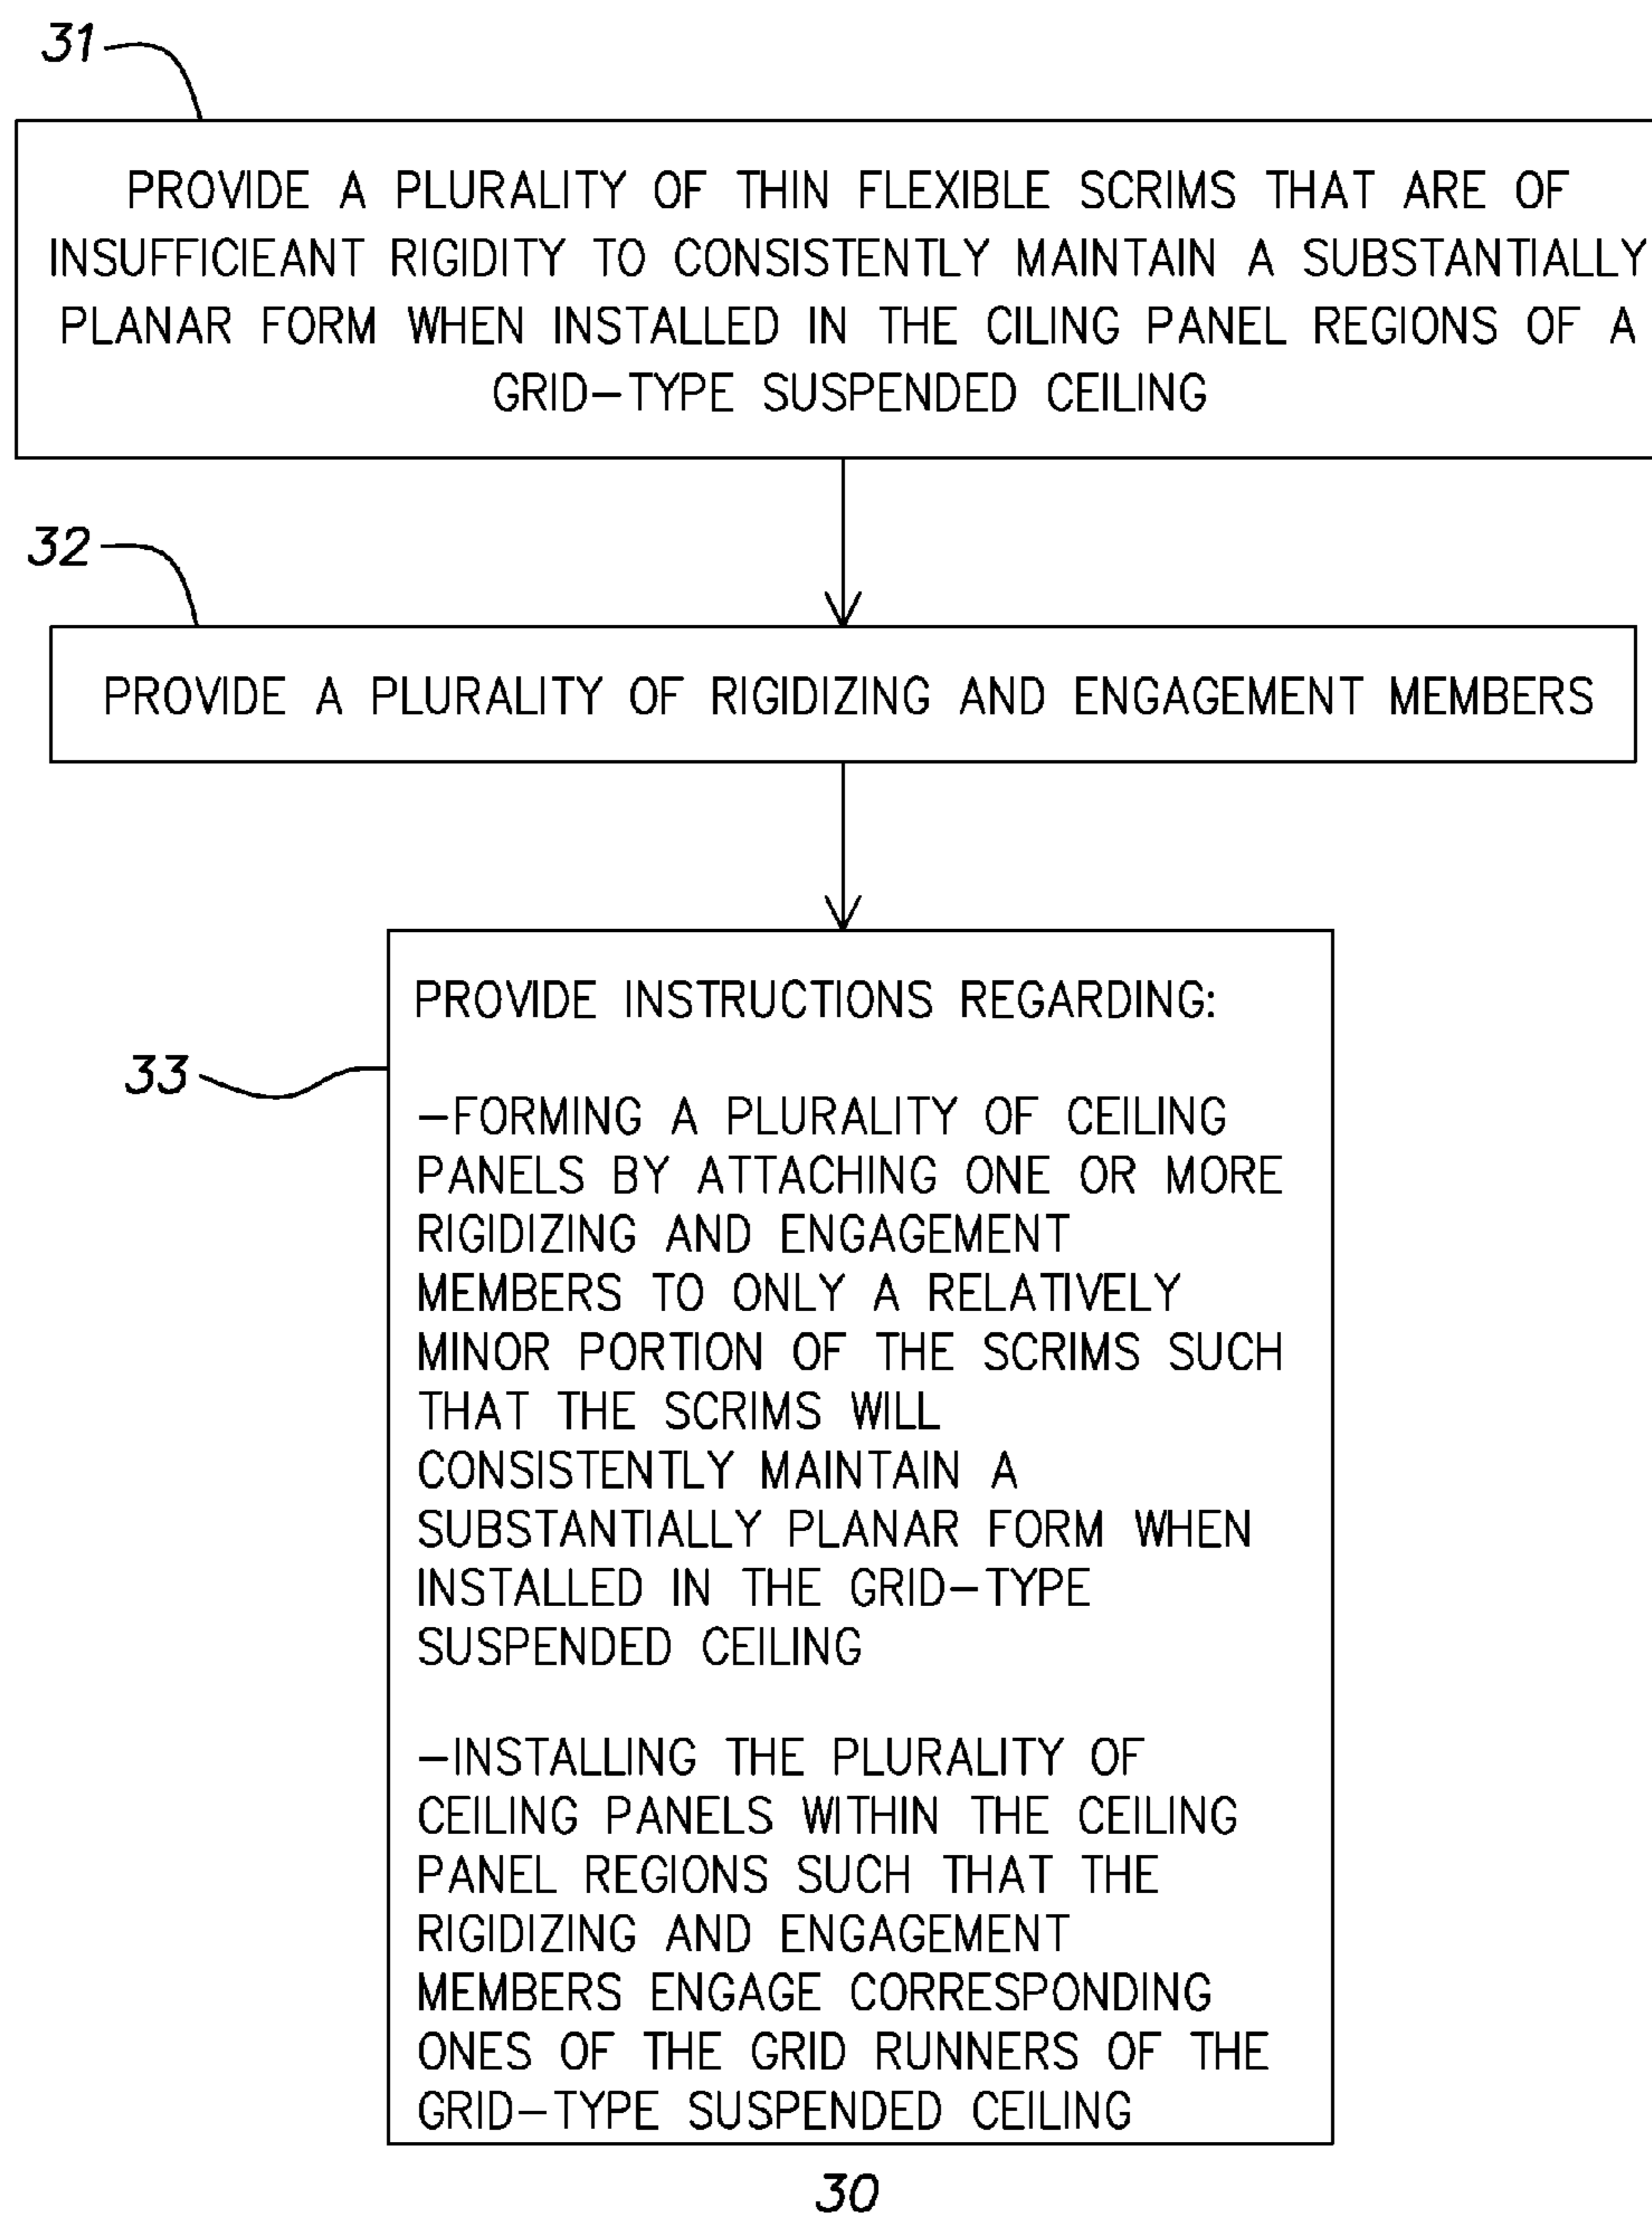 31
PROVIDE A PLURALITY OF THIN FLEXIBLE SCRIMS THAT ARE OF
INSUFFICIEANT RIGIDITY TO CONSISTENTLY MAINTAIN A SUBSTANTIALLY
PLANAR FORM WHEN INSTALLED IN THE CILING PANEL REGIONS OF A
GRID-TYPE SUSPENDED CEILING
32
PROVIDE A PLURALITY OF RIGIDIZING AND ENGAGEMENT MEMBERS
33
PROVIDE INSTRUCTIONS REGARDING:
-FORMING A PLURALITY OF CEILING
PANELS BY ATTACHING ONE OR MORE
RIGIDIZING AND ENGAGEMENT
MEMBERS TO ONLY A RELATIVELY
MINOR PORTION OF THE SCRIMS SUCH
THAT THE SCRIMS WILL
CONSISTENTLY MAINTAIN A
SUBSTANTIALLY PLANAR FORM WHEN
INSTALLED IN THE GRID-TYPE
SUSPENDED CEILING
-INSTALLING THE PLURALITY OF
CEILING PANELS WITHIN THE CEILING
PANEL REGIONS SUCH THAT THE
RIGIDIZING AND ENGAGEMENT
MEMBERS ENGAGE CORRESPONDING
ONES OF THE GRID RUNNERS OF THE
GRID-TYPE SUSPENDED CEILING
30